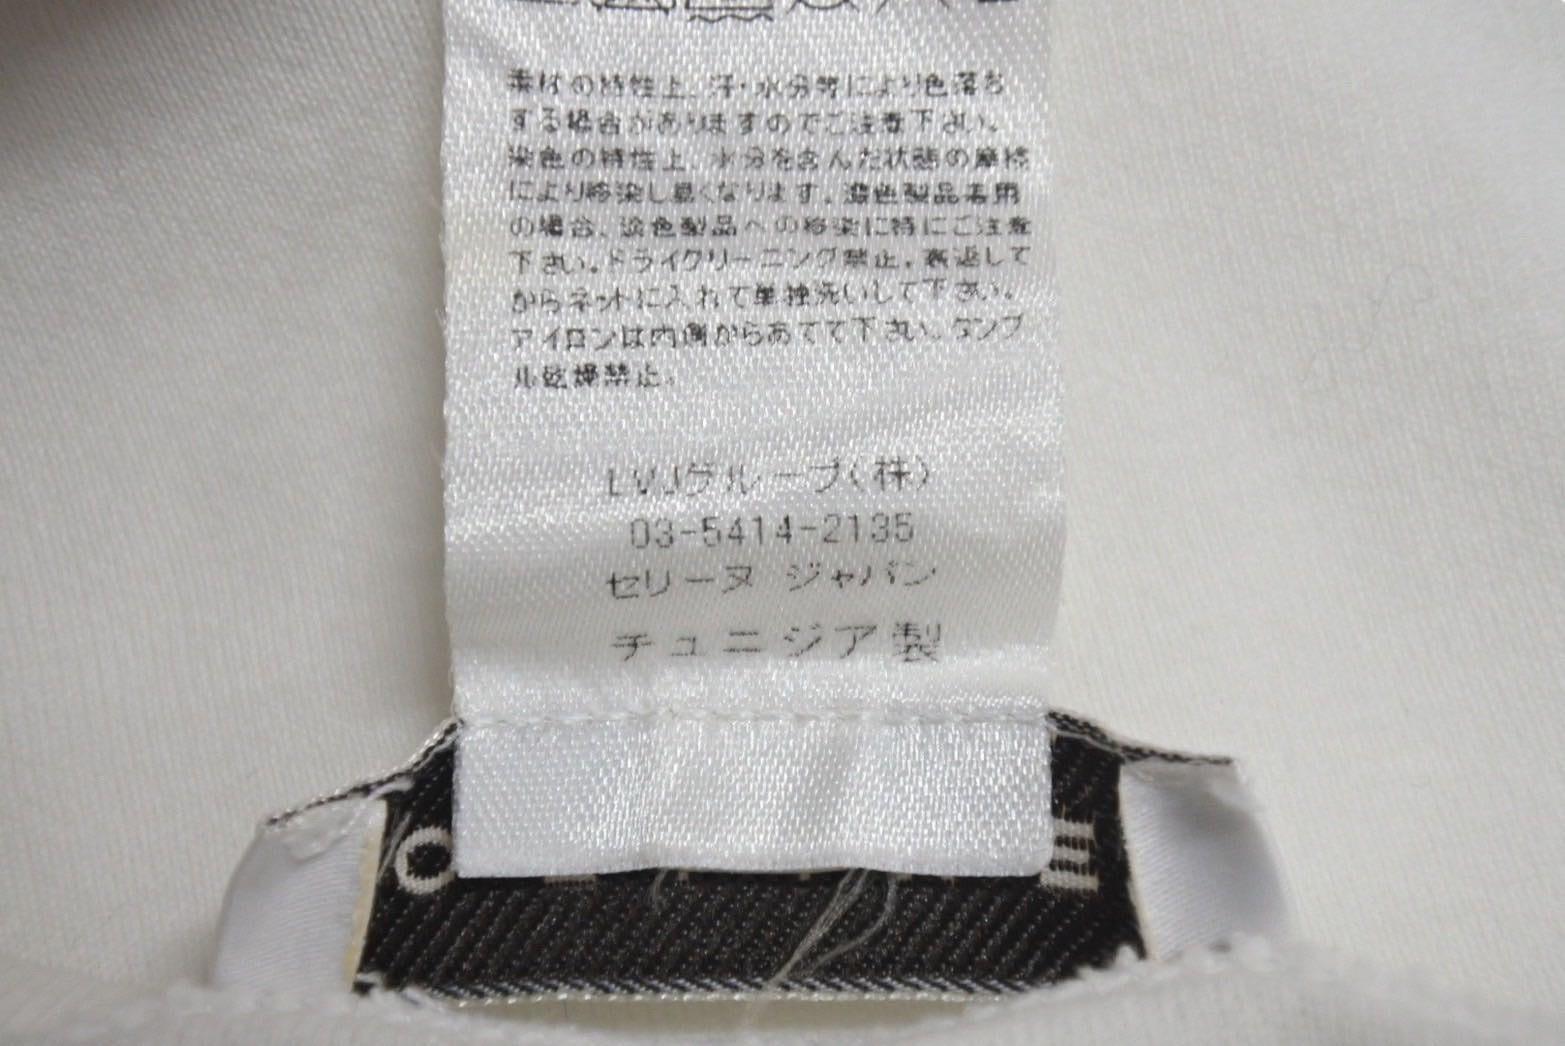 素材の特性上、汗・水分等により色落ち
する場合がありますのでご注意下さい。
染色の特性上、水分を含んだ状態の摩擦
により移染し易くなります。濃色製品着用
の場合、淡色製品への移染に特にご注意
下さい。ドライクリーニング禁止。裏返して
からネットに入れて単独洗いして下さい。
アイロンは内側からあてて下さい。タンブ
ル乾燥禁止。
LVJグループ(株)
03-5414-2135
セリーヌ ジャパン
チュニジア製